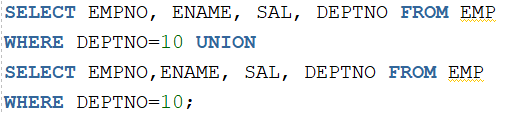 SELECT EMPNO, ENAME, SAL, DEPTNO FROM EMP
WHERE DEPTNO=10 UNION
SELECT EMPNO,ENAME, SAL, DEPTNO FROM EMP
WHERE DEPTNO=10;